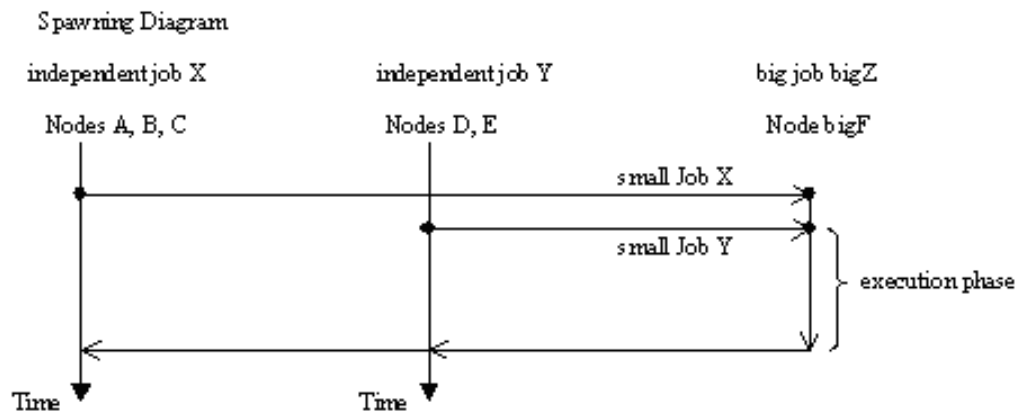 Spawning Diagram
independent job X
independent job Y
big job bigZ
Nodes A, B, C
Nodes D, E
Node bigF
small Job X
small Job Y
execution phase
Time
Time